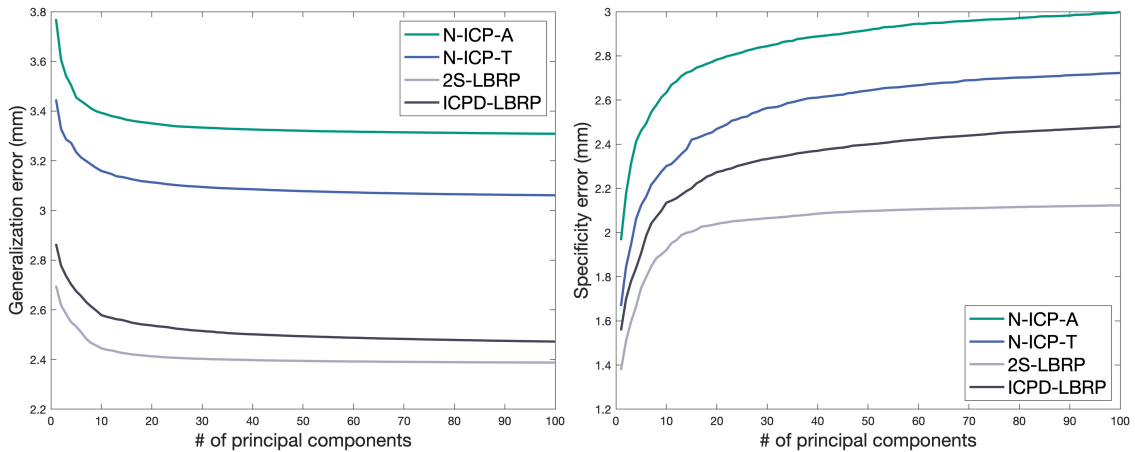 3.8
3.6
3.4
3.2
3
2.8
2.6
2.4
2.2
Generalization error (mm)
N-ICP-A
N-ICP-T
2S-LBRP
ICPD-LBRP
0 10 20 30 40 50 60 70 80 90 100
# of principal components
3
2.8
2.6
2.4
2.2
2
1.8
1.6
1.4
1.2
Specificity error (mm)
N-ICP-A
N-ICP-T
2S-LBRP
ICPD-LBRP
0 10 20 30 40 50 60 70 80 90 100
# of principal components